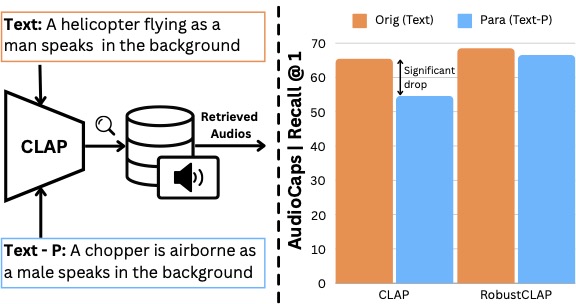 Text: A helicopter flying as a
man speaks in the background
CLAP
Retrieved
Audios
Text - P: A chopper is airborne as
a male speaks in the background
Orig (Text)
Para (Text-P)
AudioCaps | Recall @ 1
70
60
50
40
30
20
10
0
Significant
drop
CLAP
RobustCLAP